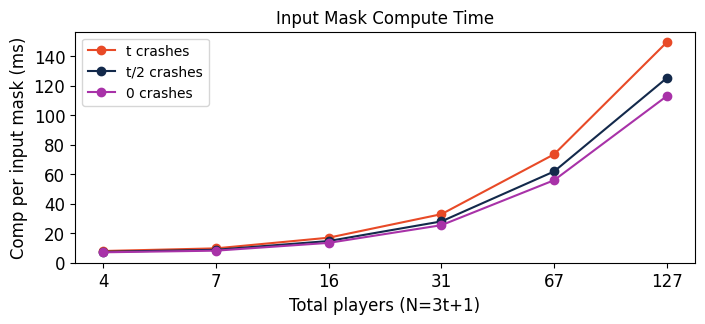 Input Mask Compute Time
Comp per input mask (ms)
140
120
100
80
60
40
20
0
t crashes
t/2 crashes
0 crashes
4 7 16 31 67 127
Total players (N=3t+1)